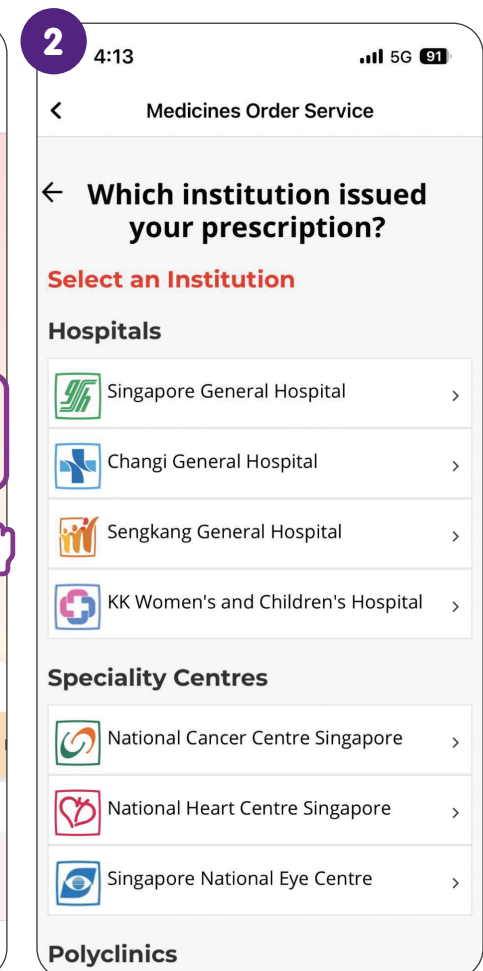 2
4:13
5G 91
Medicines Order Service
Which institution issued
your prescription?
Select an Institution
Hospitals
Singapore General Hospital
Changi General Hospital
Sengkang General Hospital
KK Women's and Children's Hospital
Speciality Centres
National Cancer Centre Singapore
National Heart Centre Singapore
Singapore National Eye Centre
Polyclinics